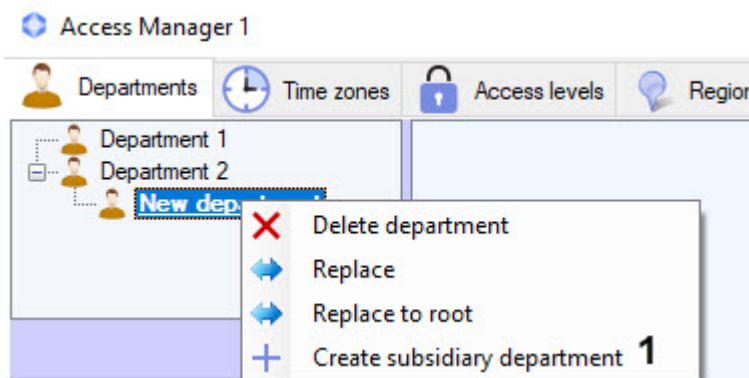 Access Manager 1
Departments Time zones Access levels
Department 1
Department 2
New
Delete department
Replace
Replace to root
Create subsidiary department 1